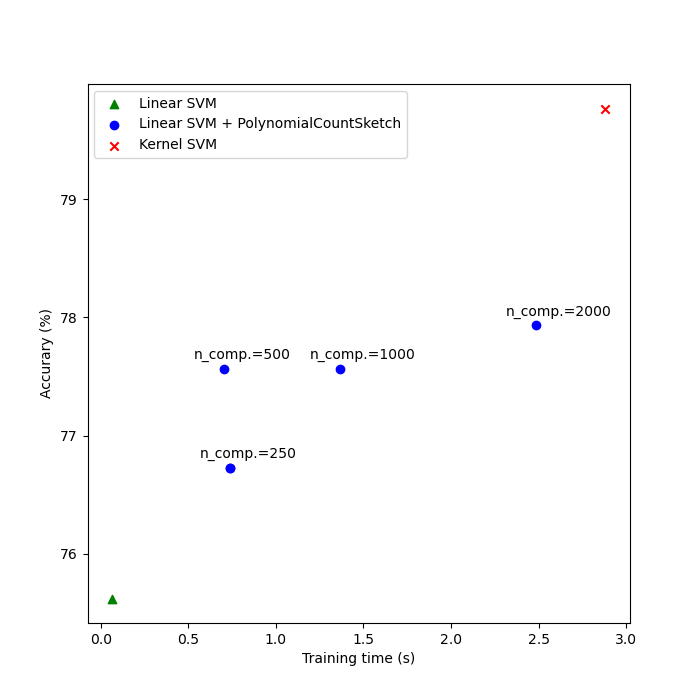 Linear SVM
Linear SVM + PolynomialCountSketch
Kernel SVM
79
78
77
76
n_comp.=2000
n_comp.=500
n_comp.=1000
n_comp.=250
Accurary (%)
0.0 0.5 1.0 1.5 2.0 2.5 3.0
Training time (s)